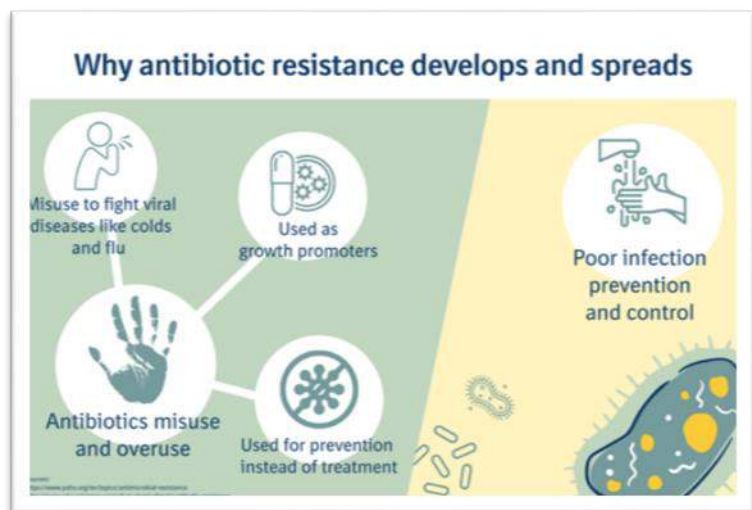 Why antibiotic resistance develops and spreads
Misuse to fight viral
diseases like colds
and flu
Used as
growth promoters
Antibiotics misuse
and overuse
Used for prevention
instead of treatment
Poor infection
prevention
and control